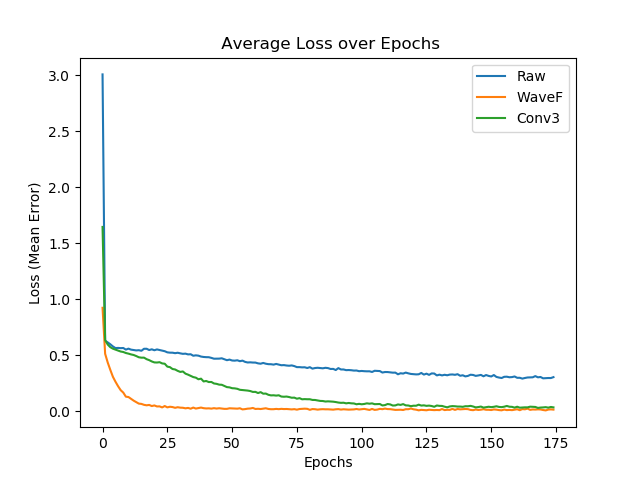 Average Loss over Epochs
Raw
WaveF
Conv3
Loss (Mean Error)
3.0
2.5
2.0
1.5
1.0
0.5
0.0
0 25 50 75 100 125 150 175
Epochs